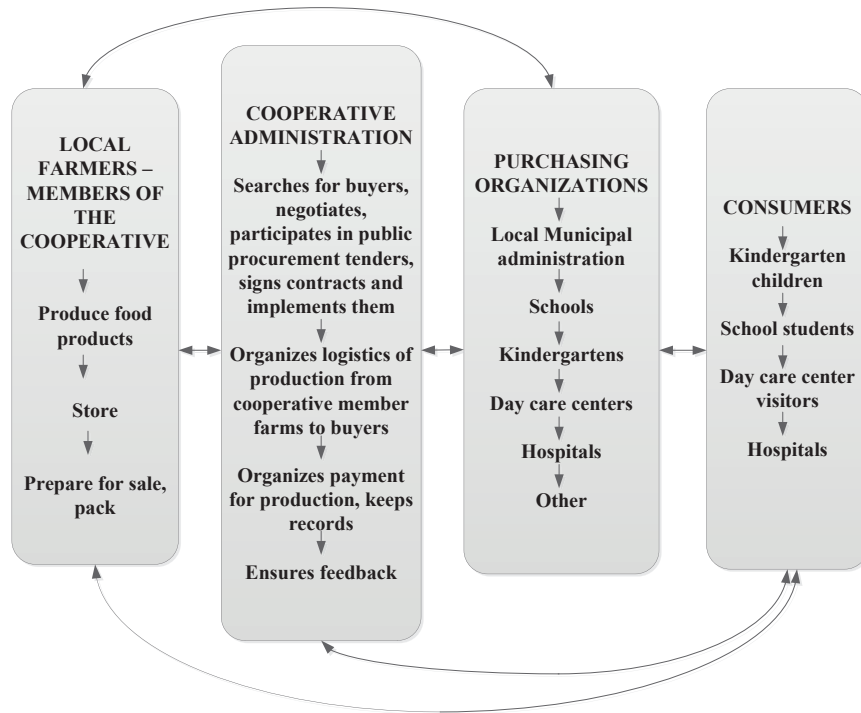 LOCAL
FARMERS –
MEMBERS OF
THE
COOPERATIVE
Produce food
products
Store
Prepare for sale,
pack
COOPERATIVE
ADMINISTRATION
Searches for buyers,
negotiates,
participates in public
procurement tenders,
signs contracts and
implements them
Organizes logistics of
production from
cooperative member
farms to buyers
Organizes payment
for production, keeps
records
Ensures feedback
PURCHASING
ORGANIZATIONS
Local Municipal
administration
Schools
Kindergartens
Day care centers
Hospitals
Other
CONSUMERS
Kindergarten
children
School students
Day care center
visitors
Hospitals